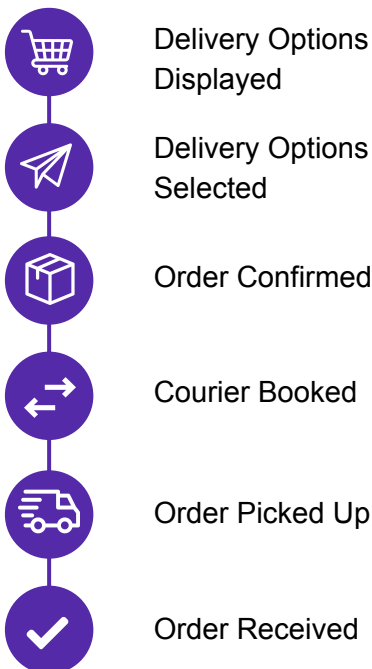 Delivery Options
Displayed
Delivery Options
Selected
Order Confirmed
Courier Booked
Order Picked Up
Order Received